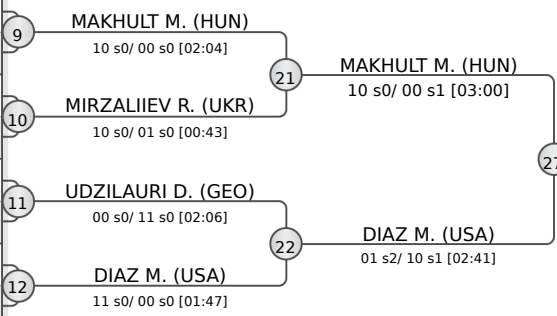 9
MAKHULT M. (HUN)
10 s0/ 00 s0 [02:04]
21
MAKHULT M. (HUN)
10 s0/ 00 s1 [03:00]
10
MIRZALIIEV R. (UKR)
10 s0/ 01 s0 [00:43]
27
11
UDZILAURI D. (GEO)
00 s0/ 11 s0 [02:06]
22
DIAZ M. (USA)
01 s2/ 10 s1 [02:41]
12
DIAZ M. (USA)
11 s0/ 00 s0 [01:47]